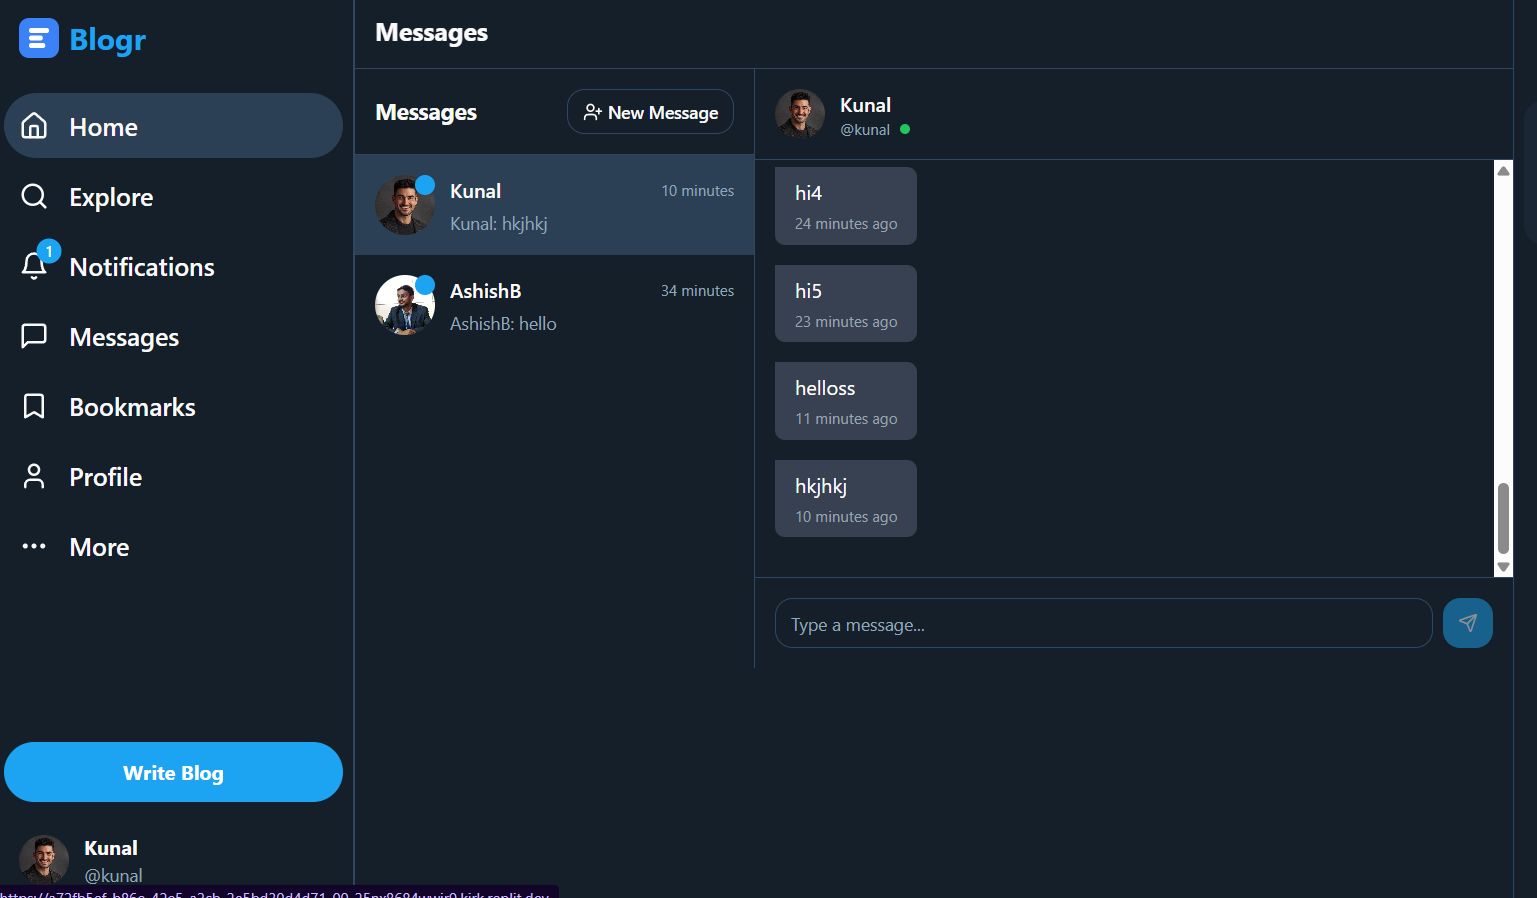 Blogr
Home
Explore
1
Notifications
Messages
Bookmarks
Profile
More
Write Blog
Kunal
@kunal
Messages
Messages
New Message
Kunal
10 minutes
Kunal: hkjhkj
AshishB
34 minutes
AshishB: hello
Kunal
@kunal
hi4
24 minutes ago
hi5
23 minutes ago
helloss
11 minutes ago
hkjhkj
10 minutes ago
Type a message...